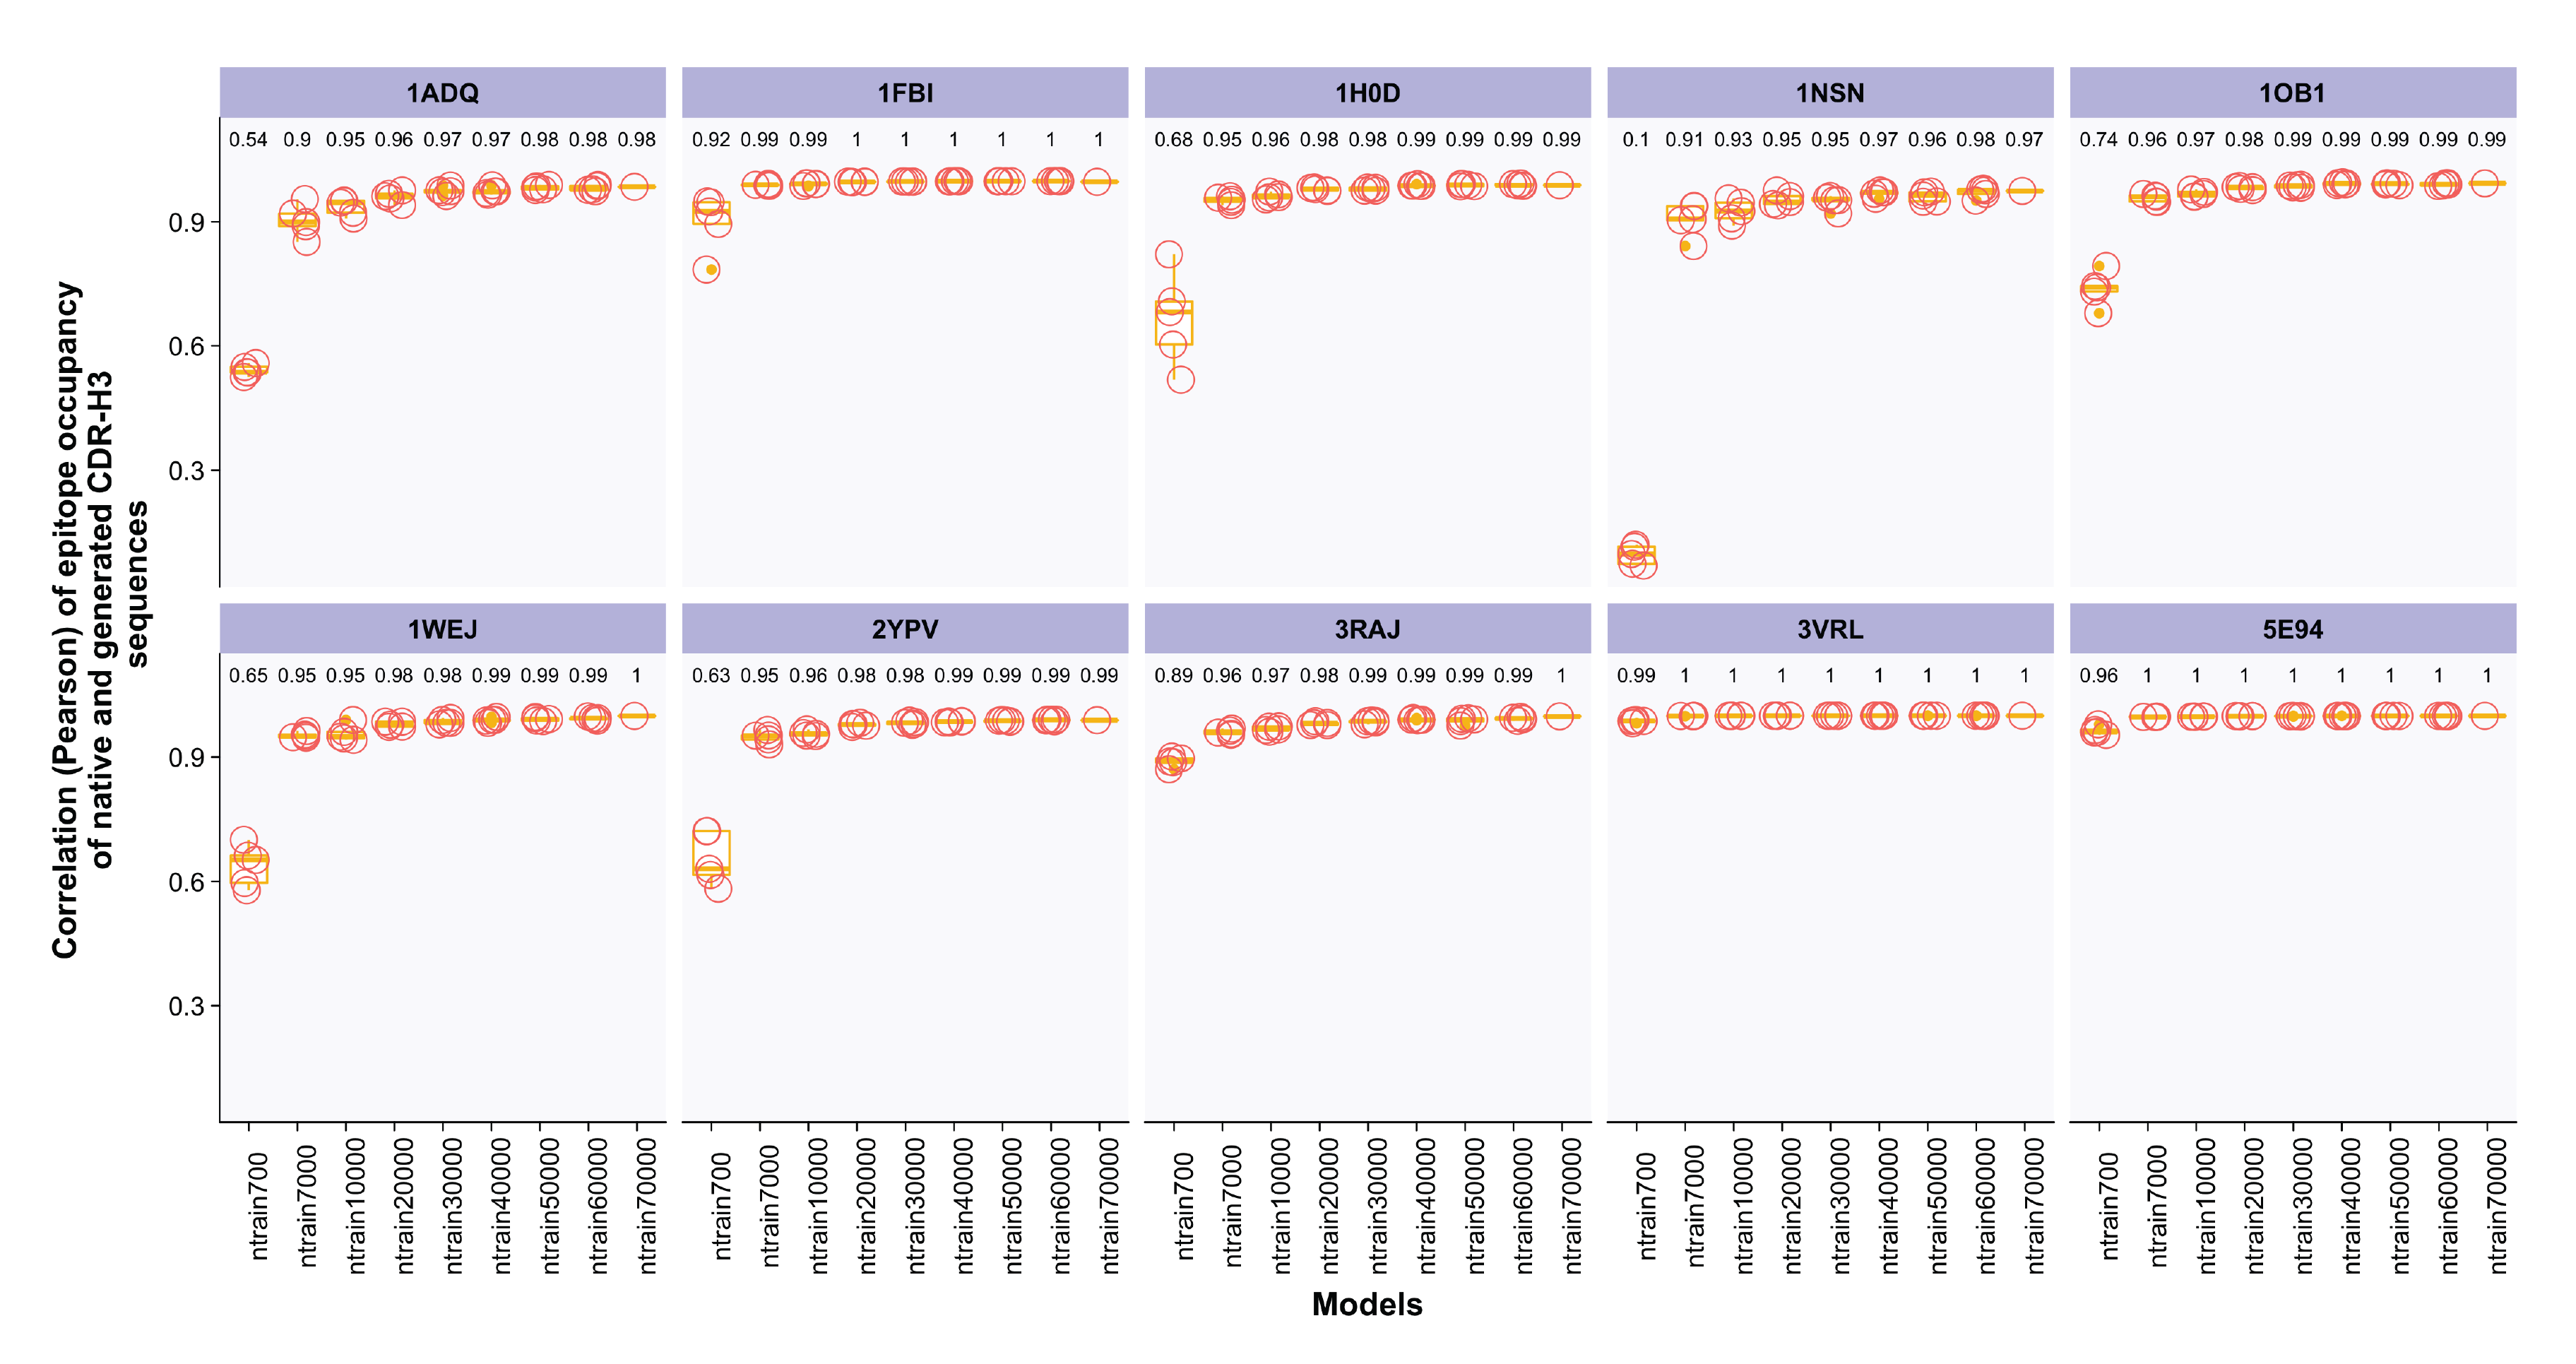 1ADQ 1FBI 1H0D 1NSN 1OB1
0.54 0.9 0.95 0.96 0.97 0.97 0.98 0.98 0.98 0.92 0.99 0.99 1 1 1 1 1 1 0.68 0.95 0.96 0.98 0.98 0.99 0.99 0.99 0.99 0.1 0.91 0.93 0.95 0.95 0.97 0.96 0.98 0.97 0.74 0.96 0.97 0.98 0.99 0.99 0.99 0.99 0.99
0.9
0.6
0.3
1WEJ 2YPV 3RAJ 3VRL 5E94
0.65 0.95 0.95 0.98 0.98 0.99 0.99 0.99 1 0.63 0.95 0.96 0.98 0.98 0.99 0.99 0.99 0.99 0.89 0.96 0.97 0.98 0.99 0.99 0.99 0.99 1 0.99 1 1 1 1 1 1 1 1 0.96 1 1 1 1 1 1 1 1
0.9
0.6
0.3
Correlation (Pearson) of epitope occupancy
of native and generated CDR-H3
sequences
ntrain700 ntrain7000 ntrain10000 ntrain20000 ntrain30000 ntrain40000 ntrain50000 ntrain60000 ntrain70000 ntrain700 ntrain7000 ntrain10000 ntrain20000 ntrain30000 ntrain40000 ntrain50000 ntrain60000 ntrain70000 ntrain700 ntrain7000 ntrain10000 ntrain20000 ntrain30000 ntrain40000 ntrain50000 ntrain60000 ntrain70000 ntrain700 ntrain7000 ntrain10000 ntrain20000 ntrain30000 ntrain40000 ntrain50000 ntrain60000 ntrain70000 ntrain700 ntrain7000 ntrain10000 ntrain20000 ntrain30000 ntrain40000 ntrain50000 ntrain60000 ntrain70000
Models